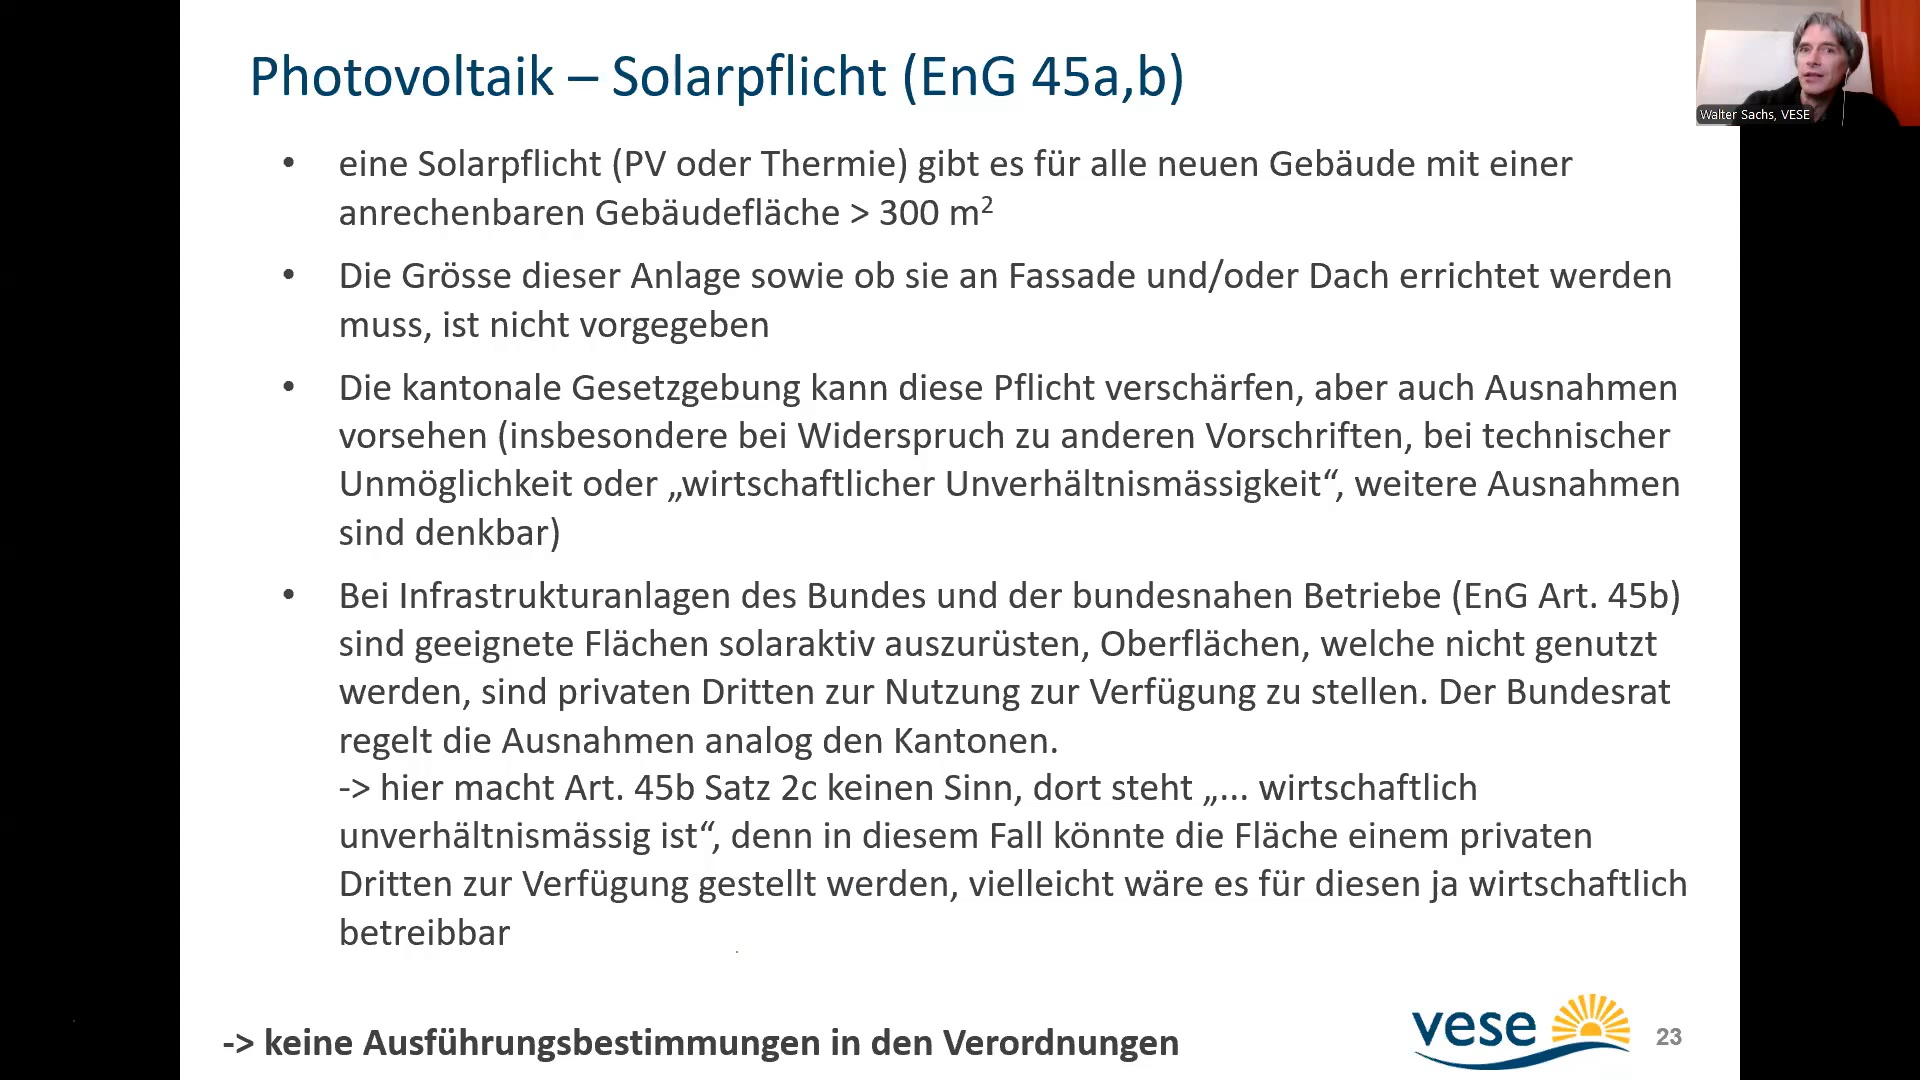 Photovoltaik – Solarpflicht (EnG 45a,b)
Walter Sachs, VESE
• eine Solarpflicht (PV oder Thermie) gibt es für alle neuen Gebäude mit einer
anrechenbaren Gebäudefläche > 300 m²
• Die Grösse dieser Anlage sowie ob sie an Fassade und/oder Dach errichtet werden
muss, ist nicht vorgegeben
• Die kantonale Gesetzgebung kann diese Pflicht verschärfen, aber auch Ausnahmen
vorsehen (insbesondere bei Widerspruch zu anderen Vorschriften, bei technischer
Unmöglichkeit oder „wirtschaftlicher Unverhältnismässigkeit“, weitere Ausnahmen
sind denkbar)
• Bei Infrastrukturanlagen des Bundes und der bundesnahen Betriebe (EnG Art. 45b)
sind geeignete Flächen solaraktiv auszurüsten, Oberflächen, welche nicht genutzt
werden, sind privaten Dritten zur Nutzung zur Verfügung zu stellen. Der Bundesrat
regelt die Ausnahmen analog den Kantonen.
-> hier macht Art. 45b Satz 2c keinen Sinn, dort steht „... wirtschaftlich
unverhältnismässig ist“, denn in diesem Fall könnte die Fläche einem privaten
Dritten zur Verfügung gestellt werden, vielleicht wäre es für diesen ja wirtschaftlich
betreibbar
-> keine Ausführungsbestimmungen in den Verordnungen
vese
23